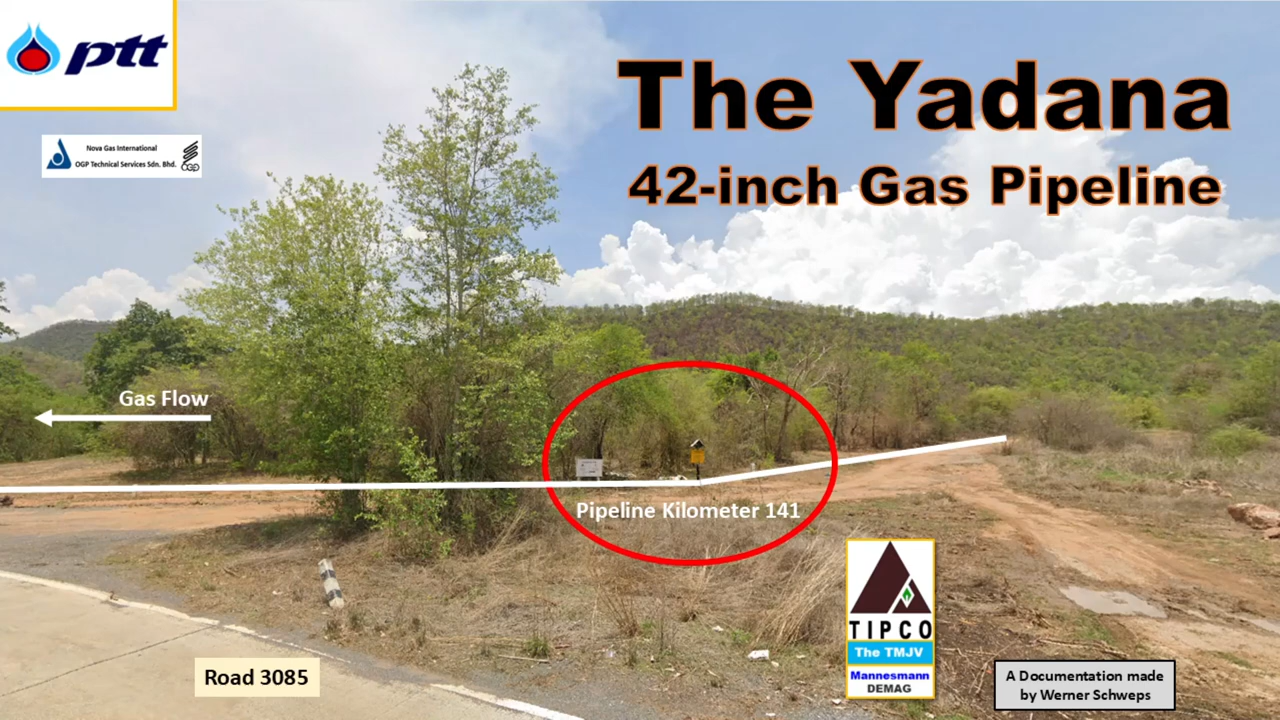 ptt
The Yadana
42-inch Gas Pipeline
Nova Gas International
OGP Technical Services Sdn. Bhd.
OGP
Gas Flow
Pipeline Kilometer 141
TIPCO
The TMJV
Mannesmann
DEMAG
Road 3085
A Documentation made
by Werner Schweps